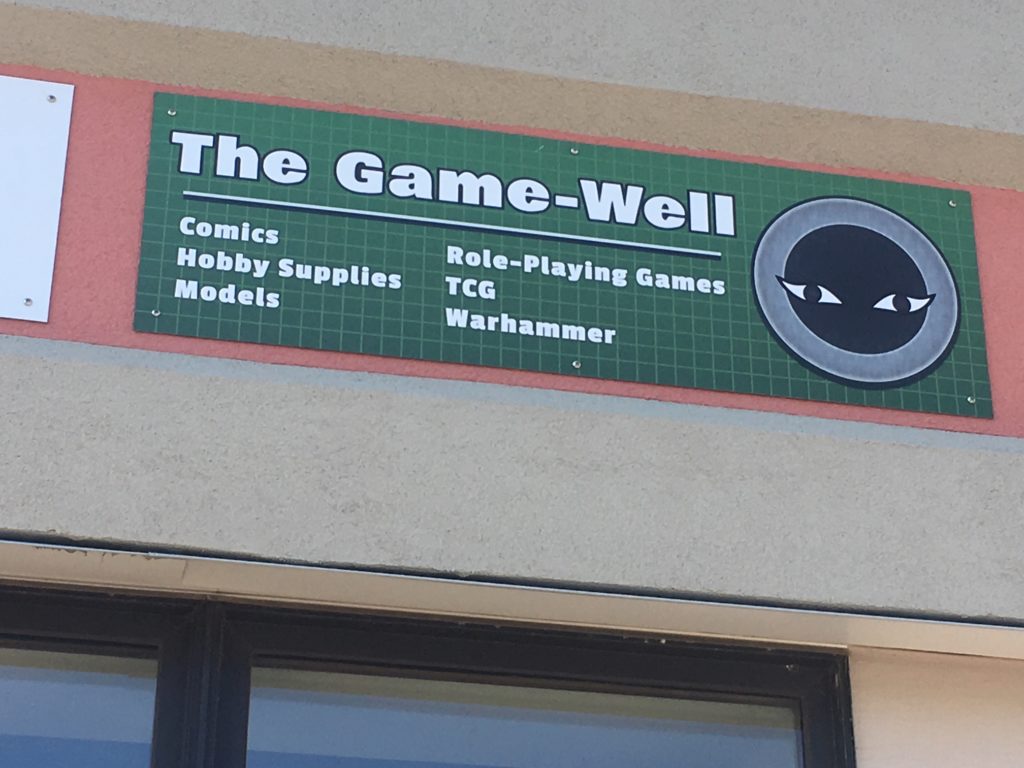 The Game-Well
Comics
Hobby Supplies
Models
Role-Playing Games
TCG
Warhammer